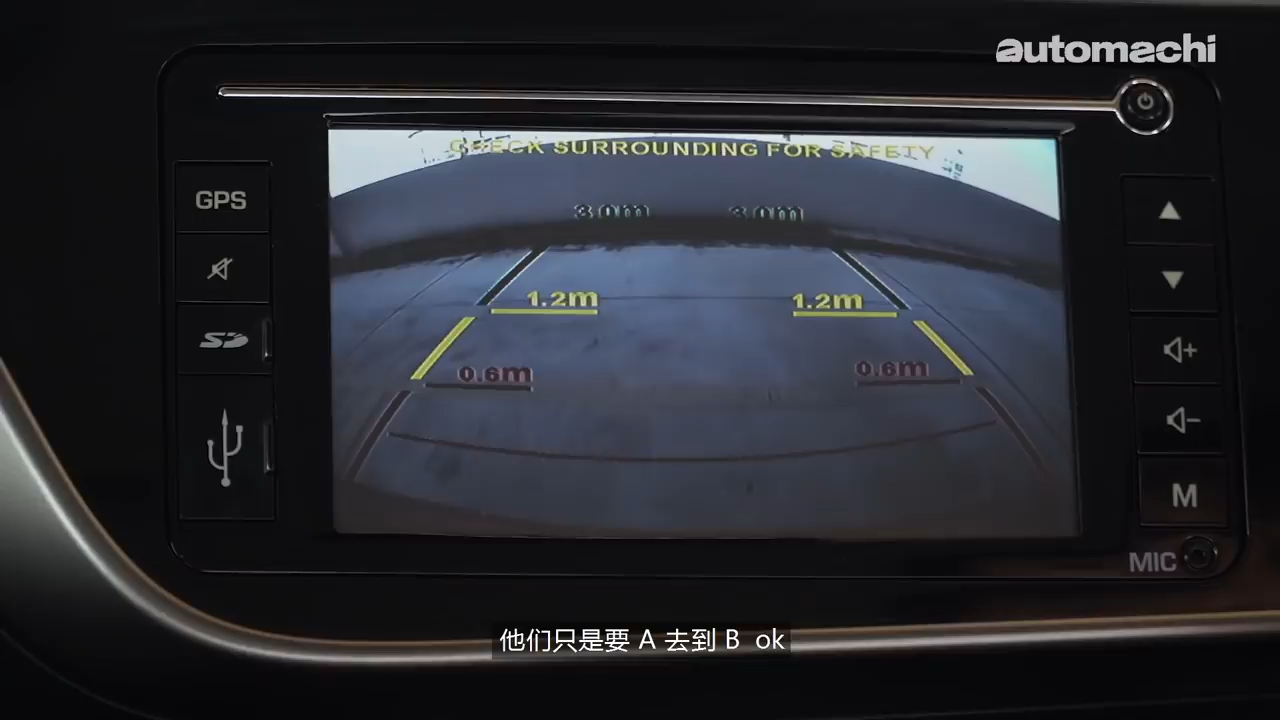 automachi
CHECK SURROUNDING FOR SAFETY
GPS
3.0m 3.0m
1.2m 1.2m
0.6m 0.6m
SD
M
MIC
他们只是要 A 去到 B ok